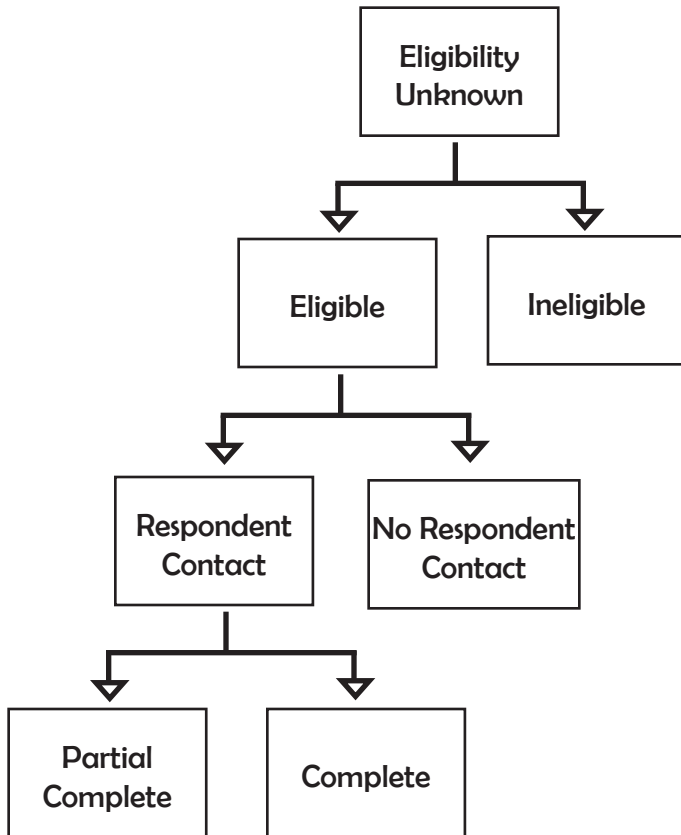 Eligibility
Unknown
Eligible
Ineligible
Respondent
Contact
No Respondent
Contact
Partial
Complete
Complete